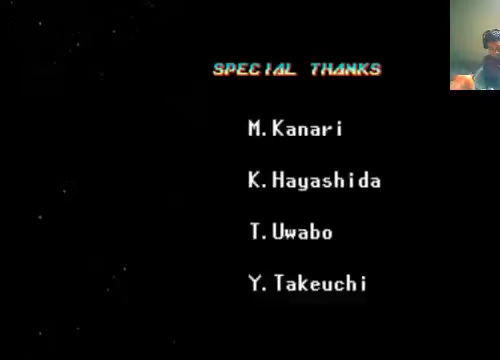 SPECIAL THANKS
M.Kanari
K.Hayashida
T.Uwabo
Y.Takeuchi